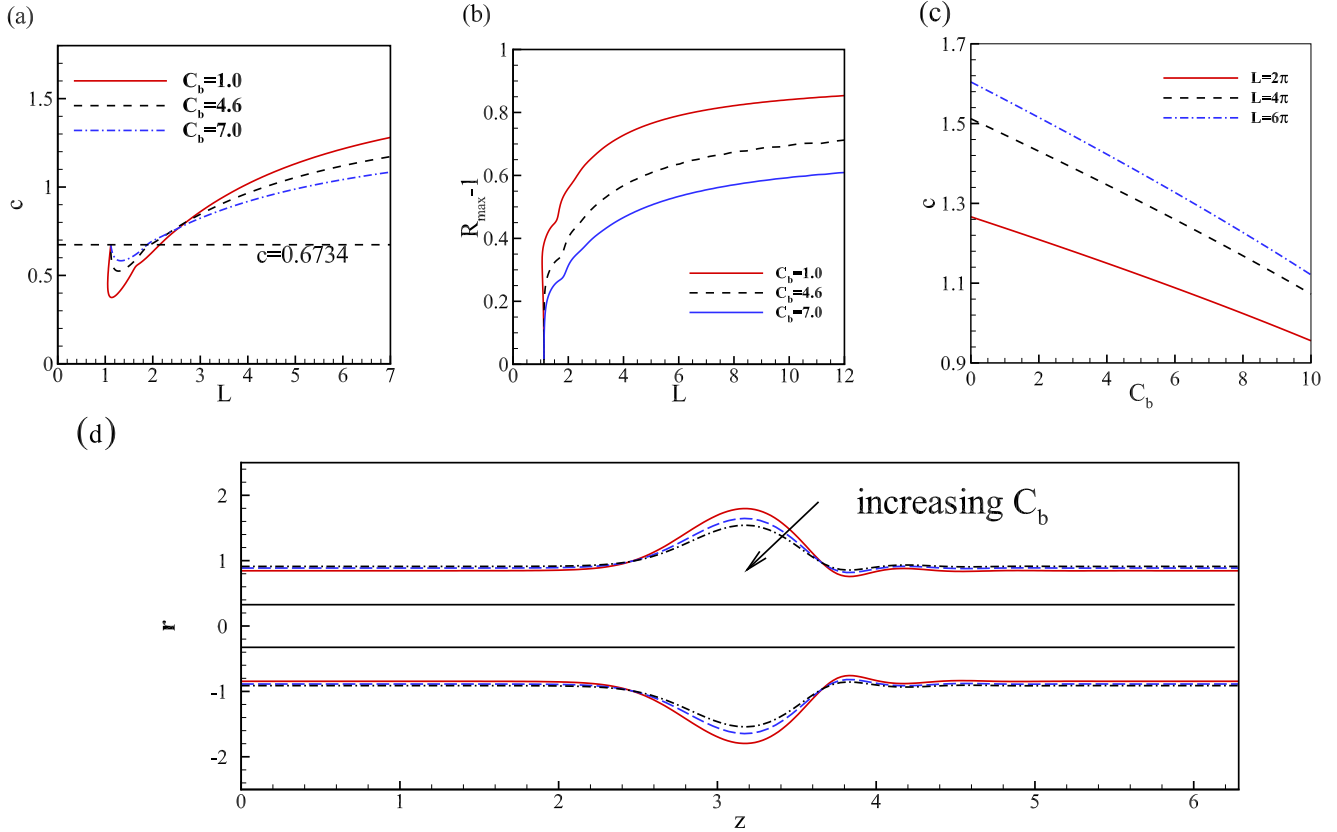 (a)
C_b=1.0
C_b=4.6
C_b=7.0
c=0.6734
c
1.5
1
0.5
0
0 1 2 3 4 5 6 7
L
(b)
R_max-1
1
0.8
0.6
0.4
0.2
0
C_b=1.0
C_b=4.6
C_b=7.0
0 2 4 6 8 10 12
L
(c)
c
1.7
1.5
1.3
1.1
0.9
L=2π
L=4π
L=6π
0 2 4 6 8 10
C_b
(d)
increasing C_b
r
2
1
0
-1
-2
0 1 2 3 4 5 6
z